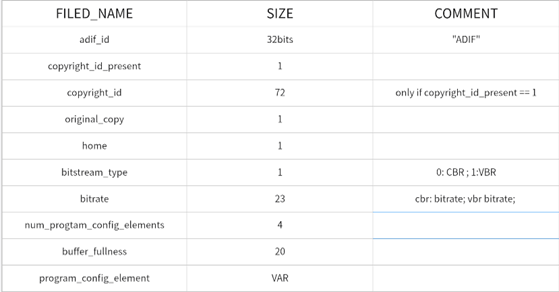 FILED_NAME SIZE COMMENT
adif_id 32bits "ADIF"
copyright_id_present 1
copyright_id 72 only if copyright_id_present == 1
original_copy 1
home 1
bitstream_type 1 0: CBR ; 1:VBR
bitrate 23 cbr: bitrate; vbr bitrate;
num_progtam_config_elements 4
buffer_fullness 20
program_config_element VAR